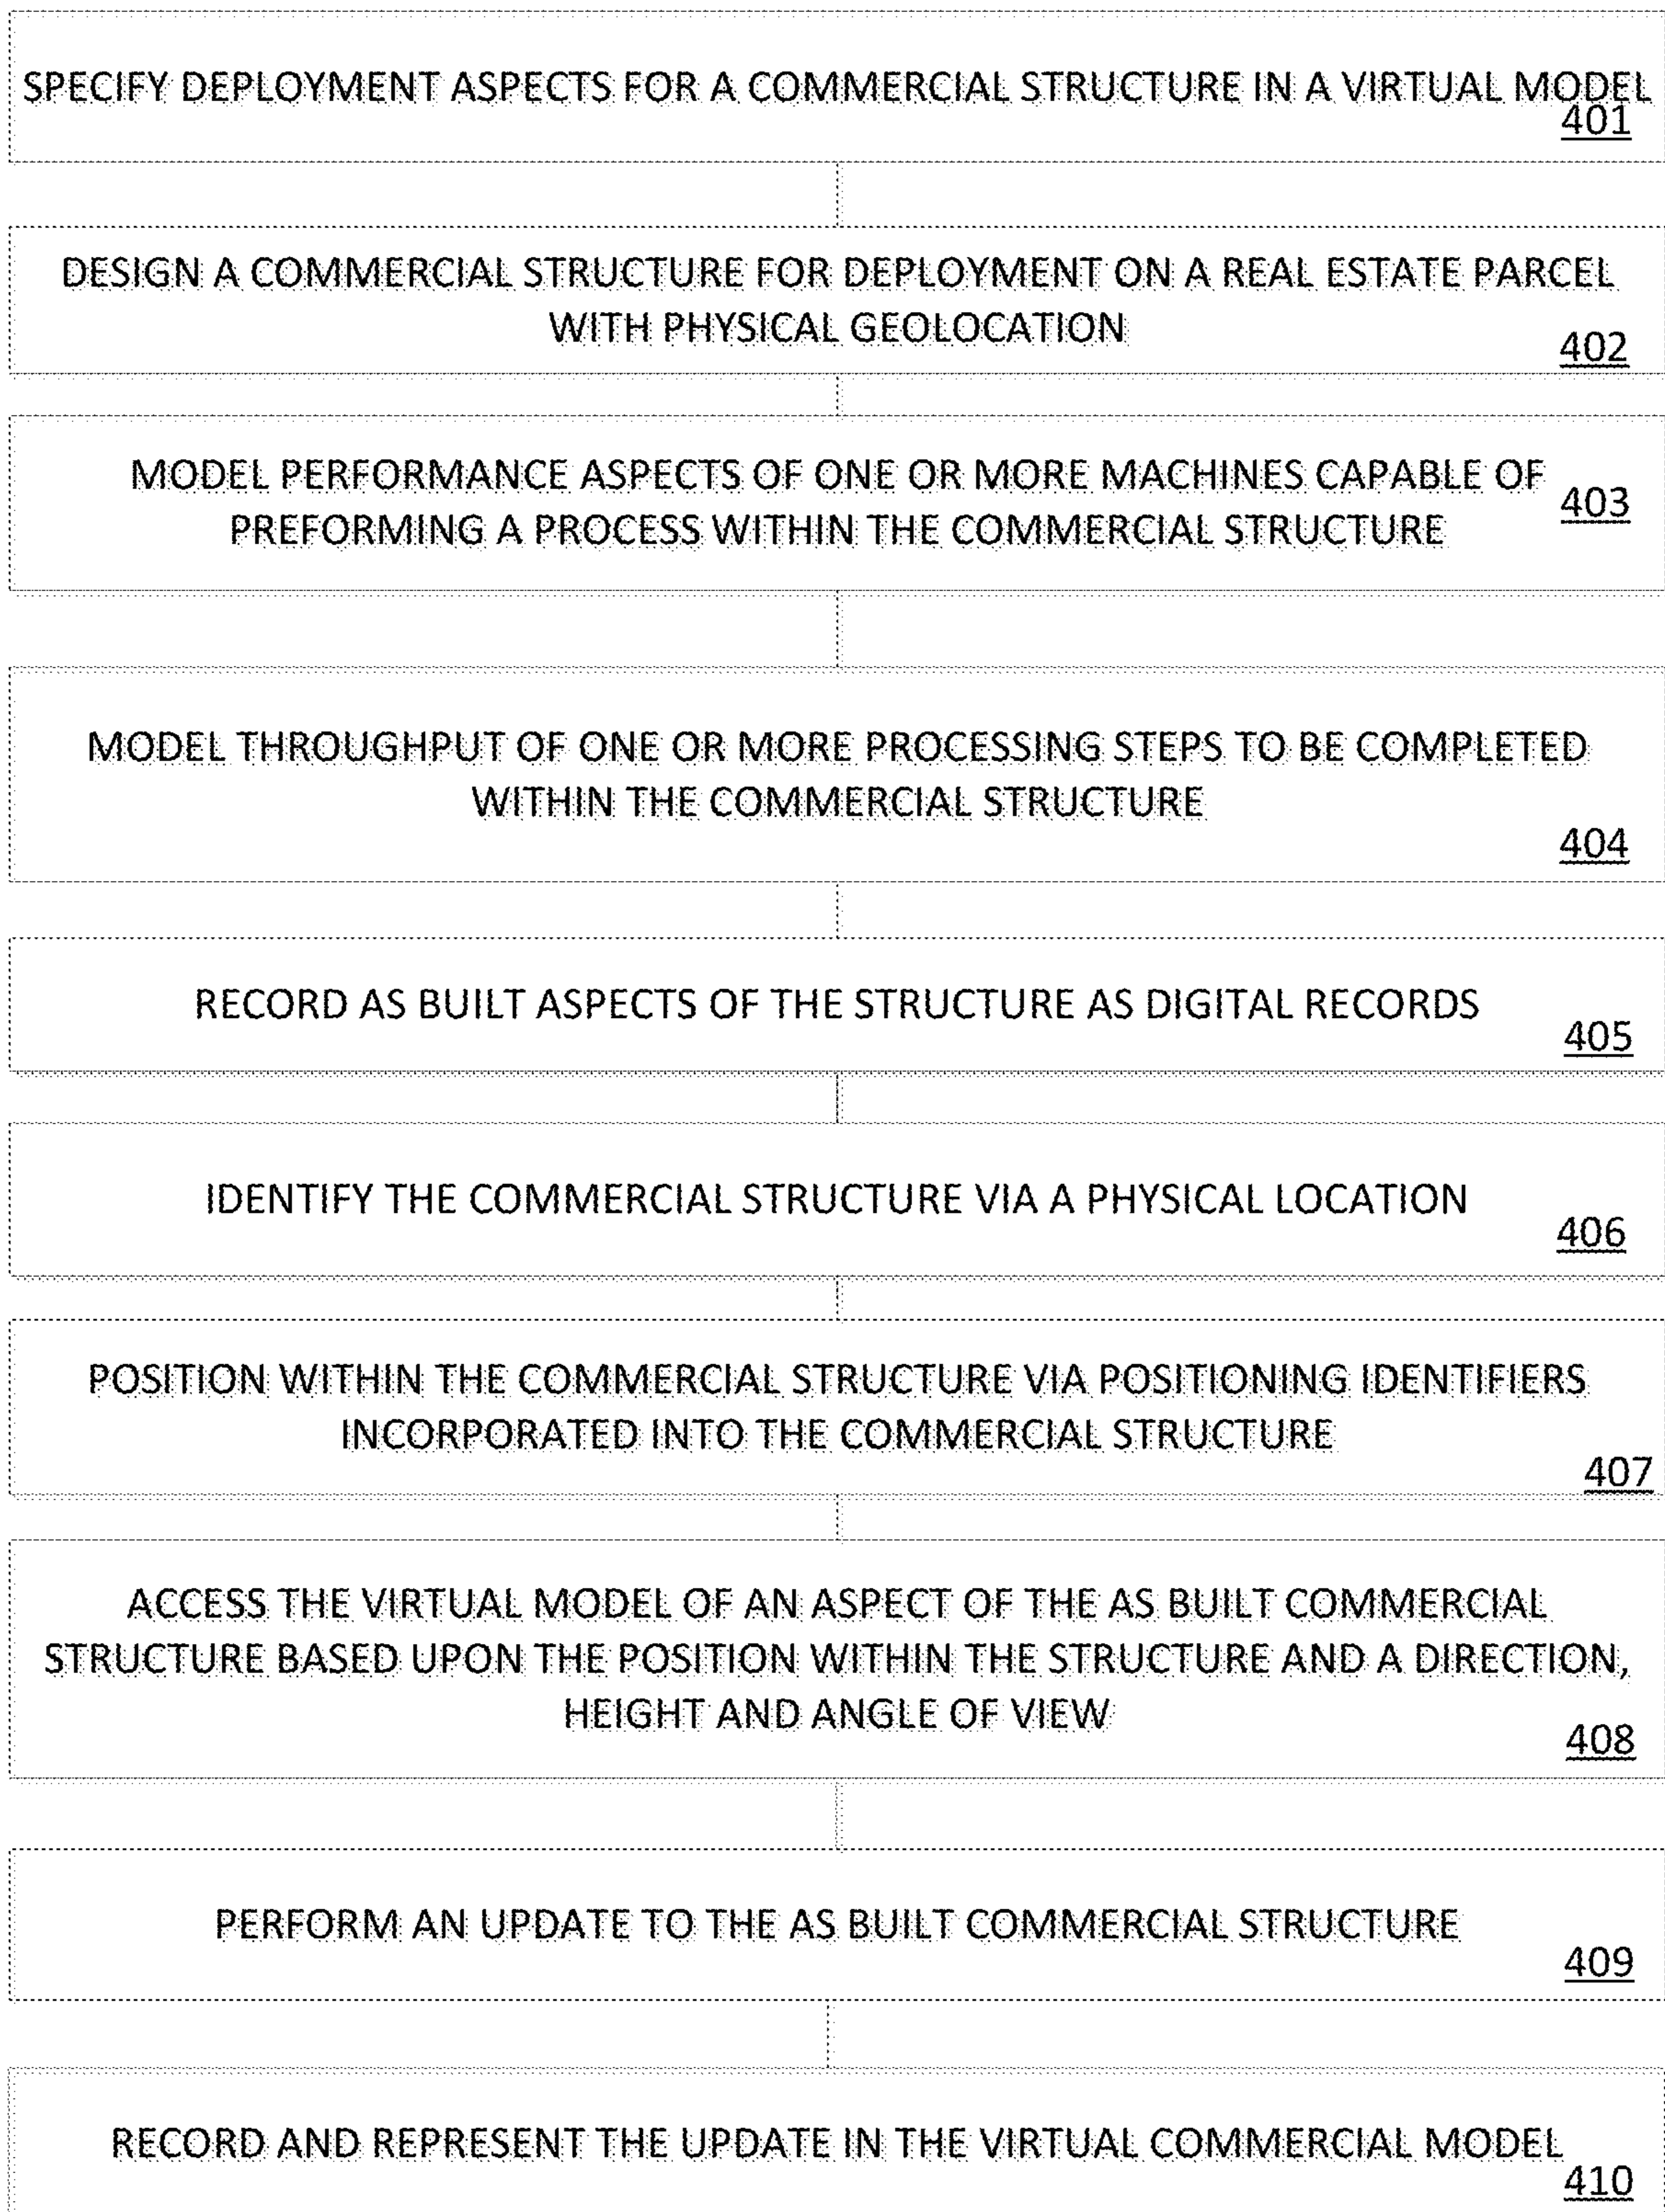 SPECIFY DEPLOYMENT ASPECTS FOR A COMMERCIAL STRUCTURE IN A VIRTUAL MODEL
401
DESIGN A COMMERCIAL STRUCTURE FOR DEPLOYMENT ON A REAL ESTATE PARCEL
WITH PHYSICAL GEOLOCATION
402
MODEL PERFORMANCE ASPECTS OF ONE OR MORE MACHINES CAPABLE OF
403
PREFORMING A PROCESS WITHIN THE COMMERCIAL STRUCTURE
MODEL THROUGHPUT OF ONE OR MORE PROCESSING STEPS TO BE COMPLETED
WITHIN THE COMMERCIAL STRUCTURE
404
RECORD AS BUILT ASPECTS OF THE STRUCTURE AS DIGITAL RECORDS
405
IDENTIFY THE COMMERCIAL STRUCTURE VIA A PHYSICAL LOCATION
406
POSITION WITHIN THE COMMERCIAL STRUCTURE VIA POSITIONING IDENTIFIERS
INCORPORATED INTO THE COMMERCIAL STRUCTURE
407
ACCESS THE VIRTUAL MODEL OF AN ASPECT OF THE AS BUILT COMMERCIAL
STRUCTURE BASED UPON THE POSITION WITHIN THE STRUCTURE AND A DIRECTION,
HEIGHT AND ANGLE OF VIEW
408
PERFORM AN UPDATE TO THE AS BUILT COMMERCIAL STRUCTURE
409
RECORD AND REPRESENT THE UPDATE IN THE VIRTUAL COMMERCIAL MODEL
410